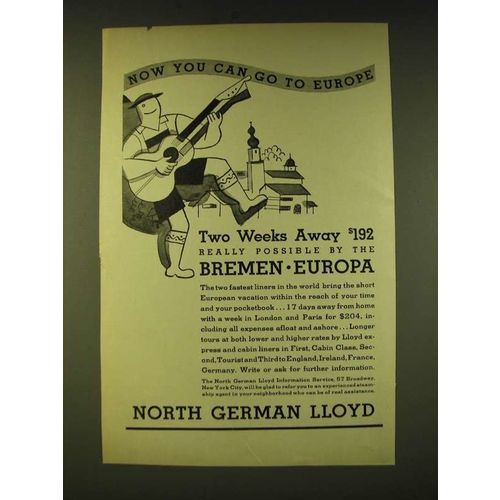 NOW YOU CAN GO TO EUROPE
Two Weeks Away $192
REALLY POSSIBLE BY THE
BREMEN · EUROPA
The two fastest liners in the world bring the short
European vacation within the reach of your time
and your pocketbook... 17 days away from home
with a week in London and Paris for $204, in-
cluding all expenses afloat and ashore... Longer
tours at both lower and higher rates by Lloyd ex-
press and cabin liners in First, Cabin Class, Sec-
ond, Tourist and Third to England, Ireland, France,
Germany. Write or ask for further information.
The North German Lloyd Information Service, 57 Broadway,
New York City, will be glad to refer you to an experienced steam-
ship agent in your neighborhood who can be of real assistance.
NORTH GERMAN LLOYD